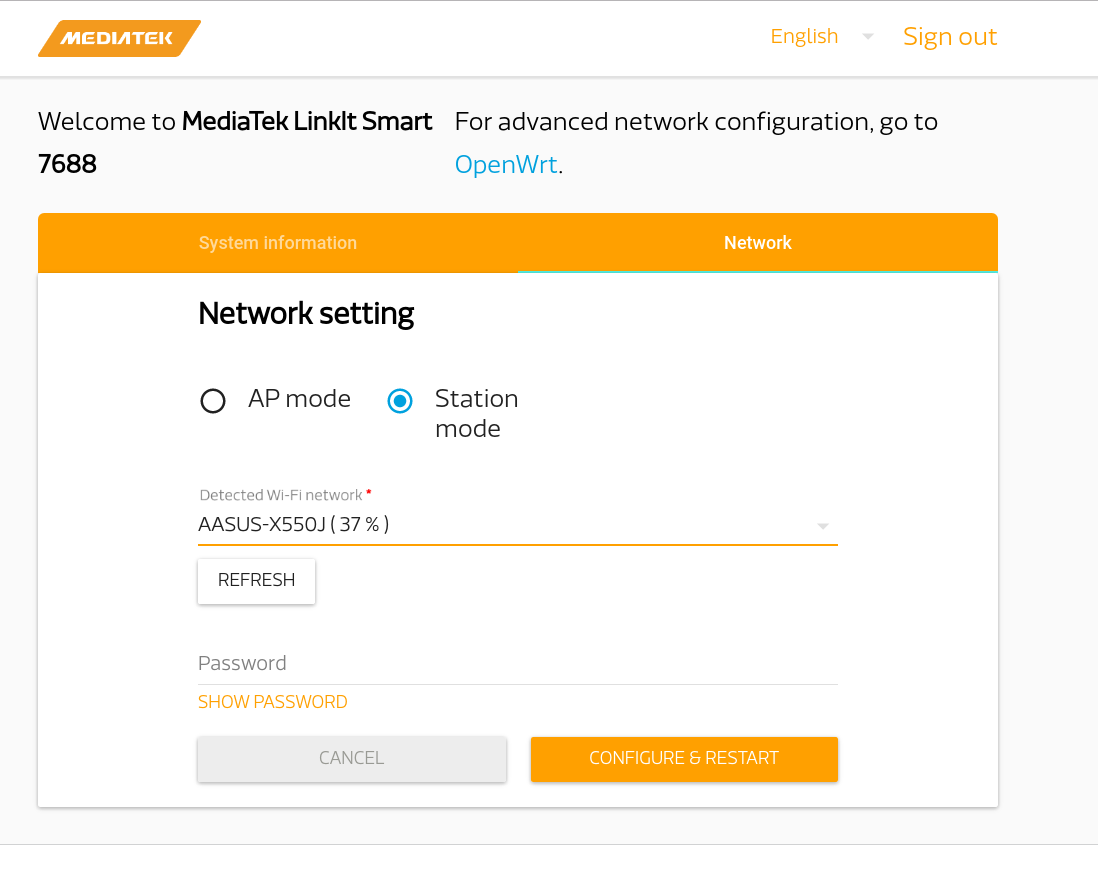 MEDIATEK
English
Sign out
Welcome to MediaTek LinkIt Smart
7688
For advanced network configuration, go to
OpenWrt.
System information
Network
Network setting
AP mode
Station
mode
Detected Wi-Fi network *
AASUS-X550J ( 37 % )
REFRESH
Password
SHOW PASSWORD
CANCEL
CONFIGURE & RESTART